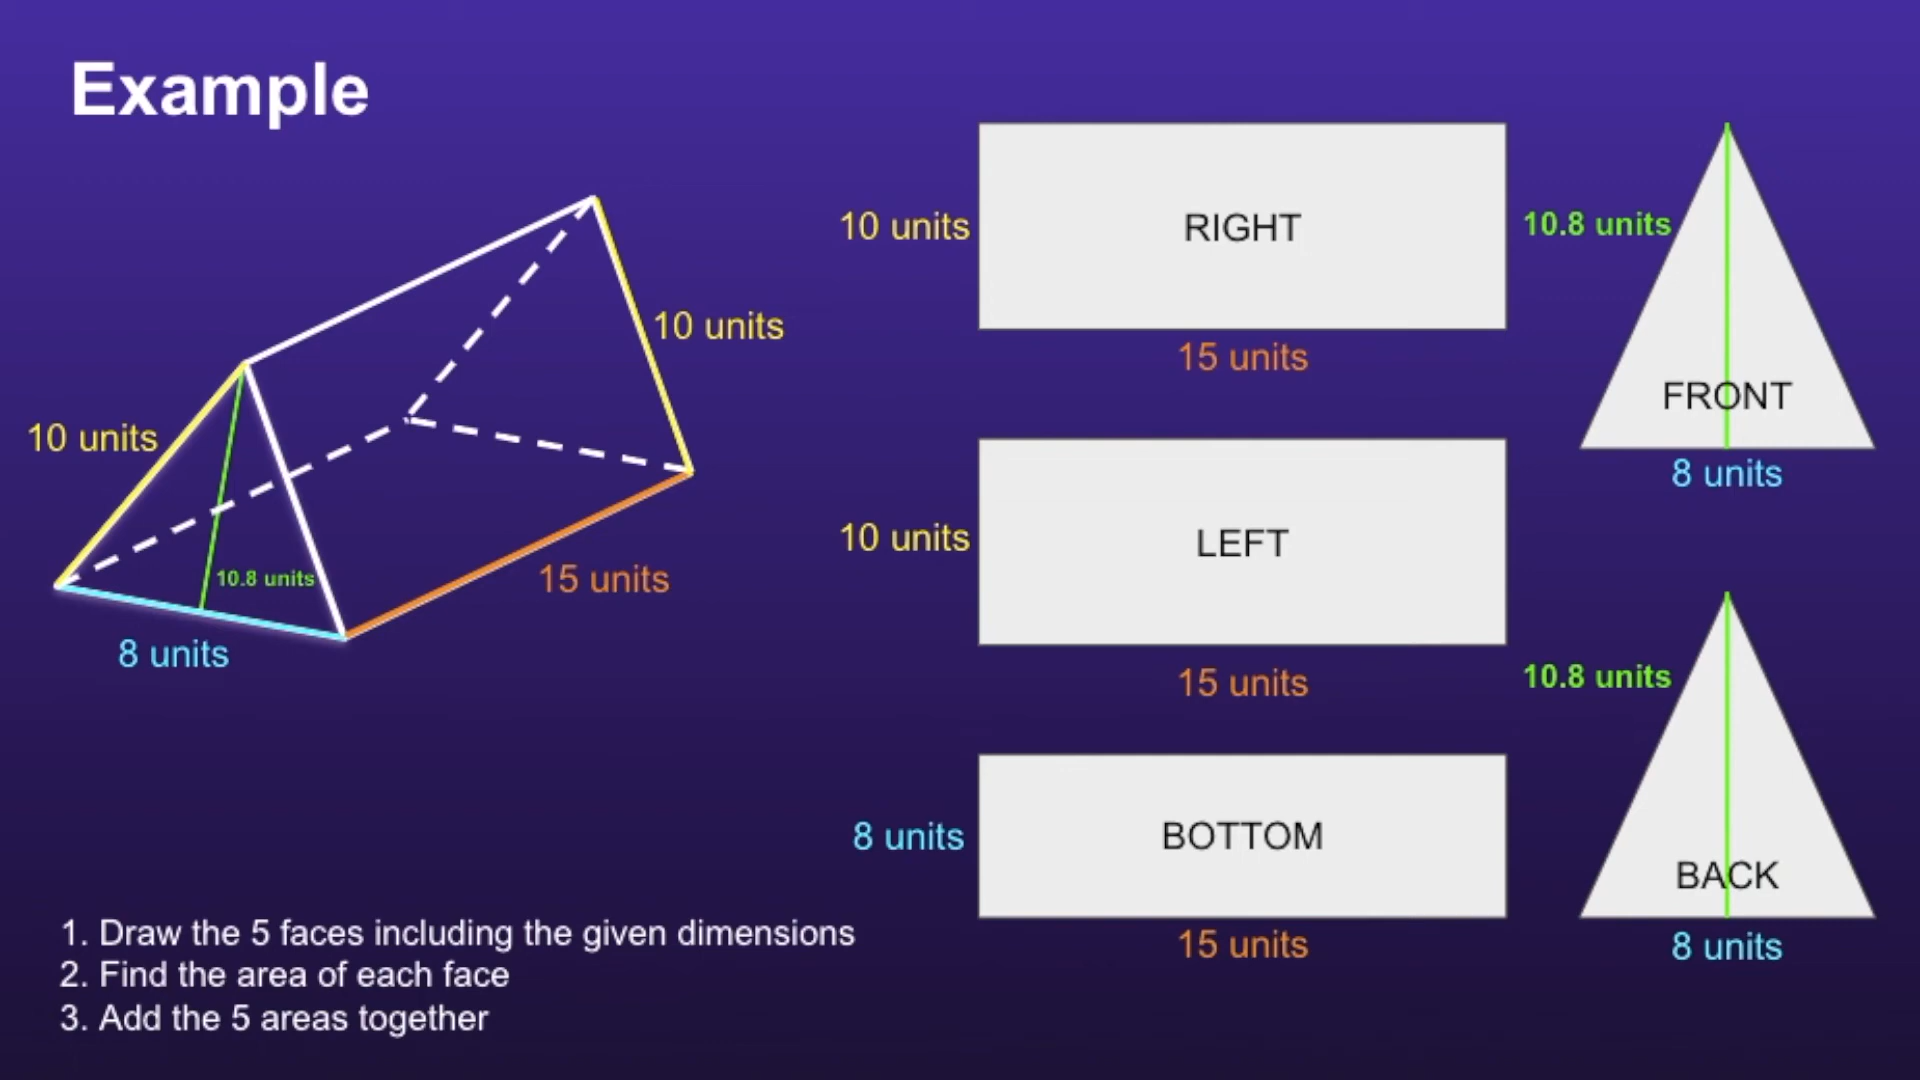 Example
10 units
10 units
10.8 units
15 units
8 units
10 units
RIGHT
15 units
10 units
LEFT
15 units
8 units
BOTTOM
15 units
10.8 units
FRONT
8 units
10.8 units
BACK
8 units
1. Draw the 5 faces including the given dimensions
2. Find the area of each face
3. Add the 5 areas together